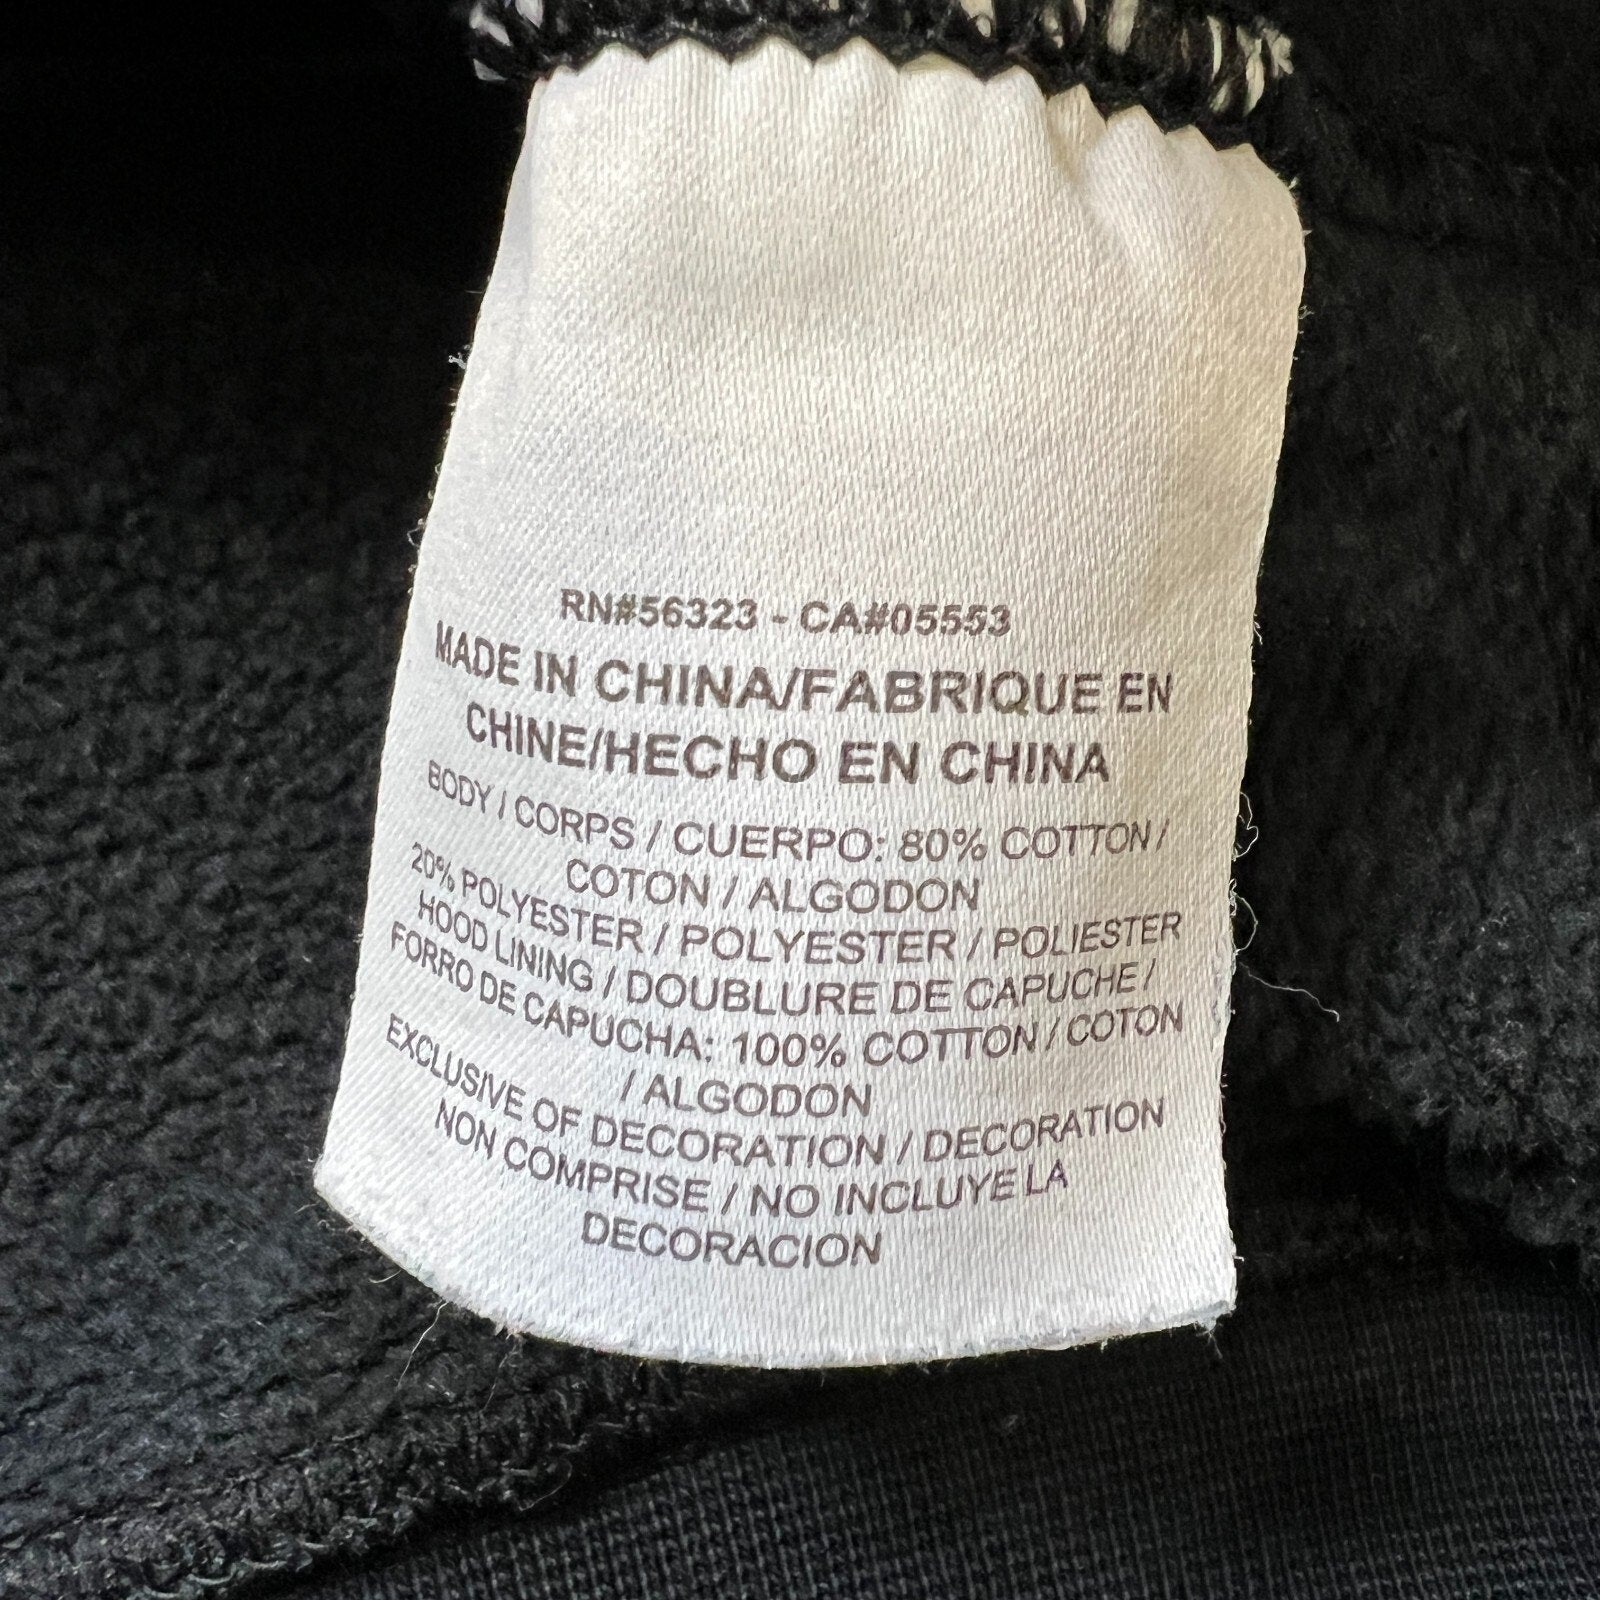 RN#56323 - CA#05553
MADE IN CHINA/FABRIQUE EN
CHINE/HECHO EN CHINA
BODY / CORPS / CUERPO: 80% COTTON /
COTON / ALGODON
20% POLYESTER / POLYESTER / POLIESTER
HOOD LINING / DOUBLURE DE CAPUCHE /
FORRO DE CAPUCHA: 100% COTTON / COTON
/ ALGODON
EXCLUSIVE OF DECORATION / DECORATION
NON COMPRISE / NO INCLUYE LA
DECORACION